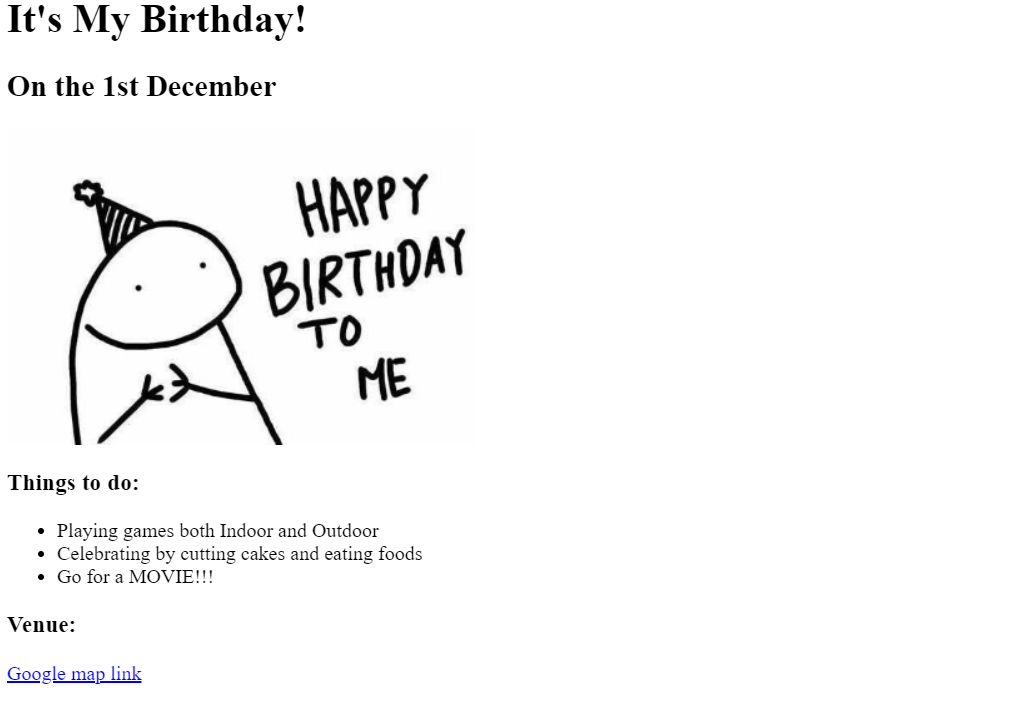 It's My Birthday!
On the 1st December
HAPPY
BIRTHDAY
TO
ME
Things to do:
Playing games both Indoor and Outdoor
Celebrating by cutting cakes and eating foods
Go for a MOVIE!!!
Venue:
Google map link